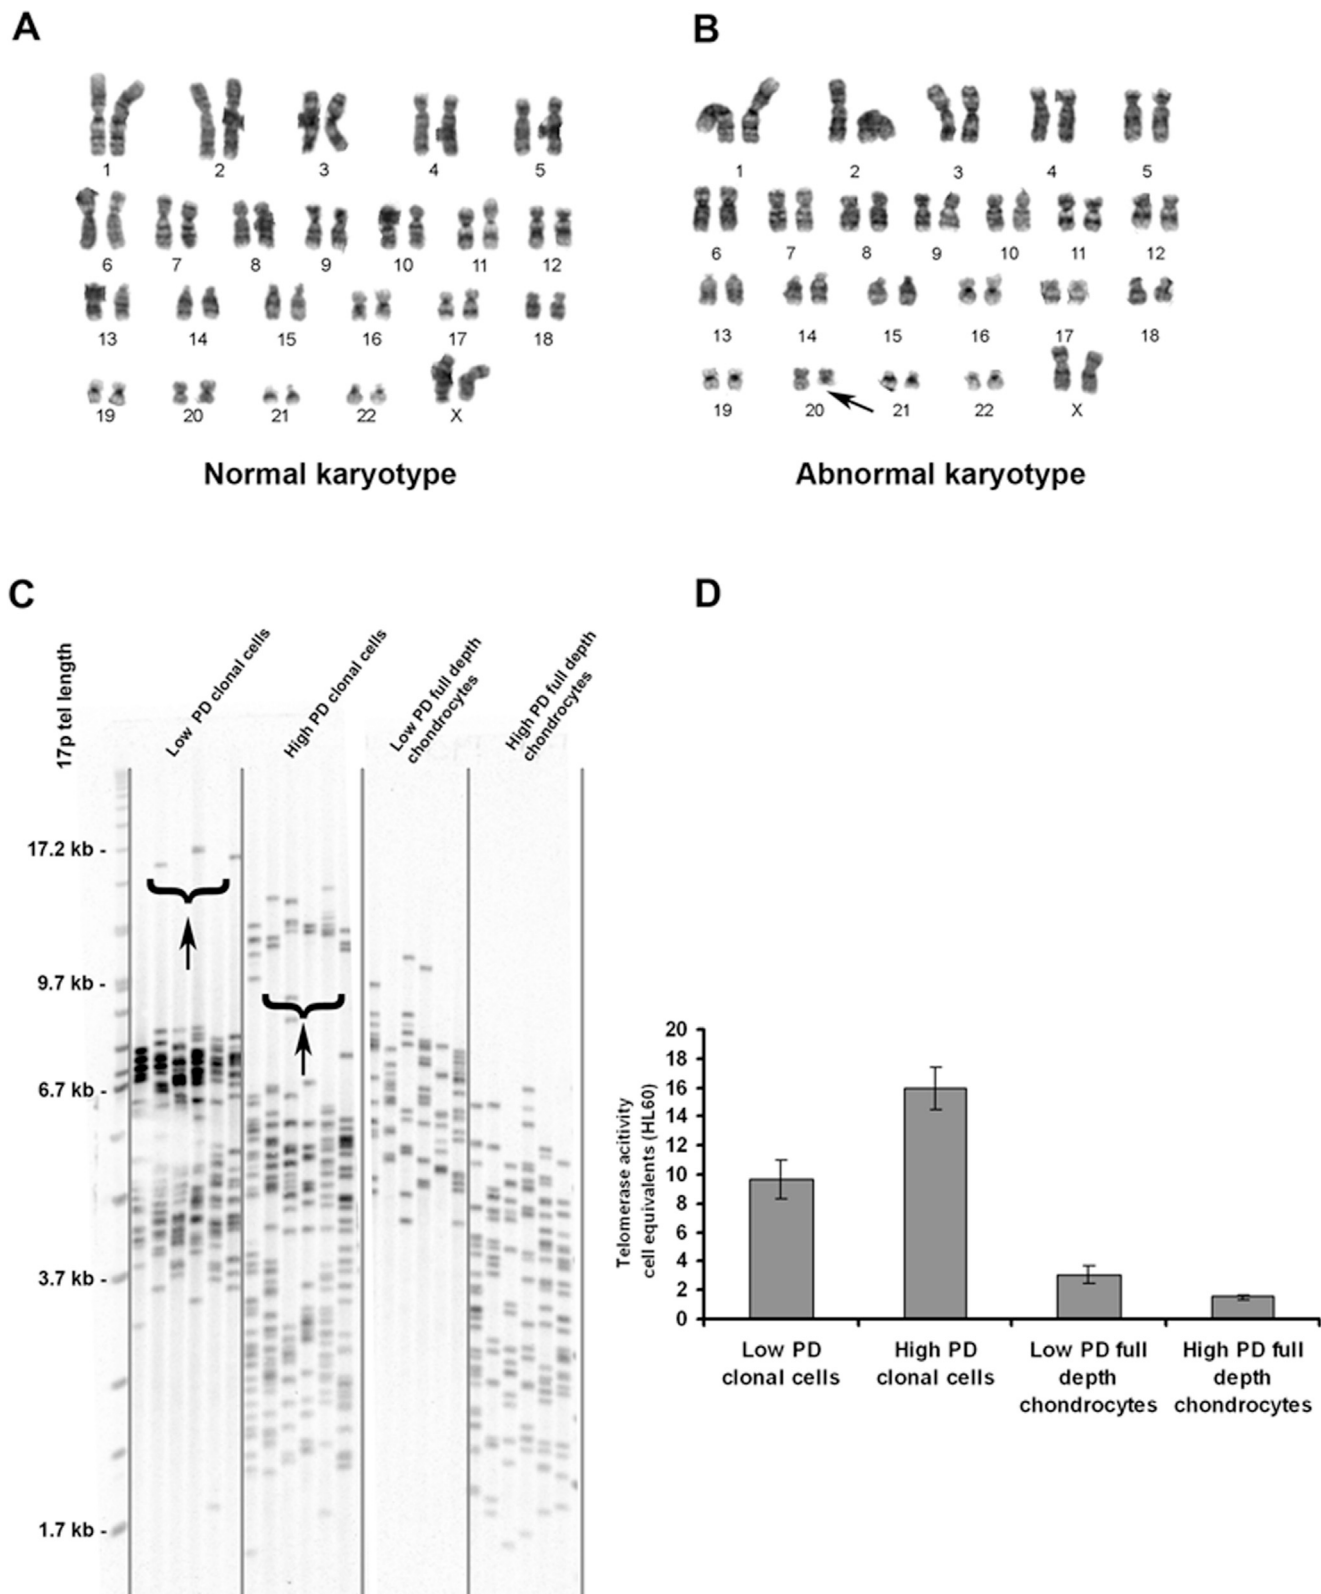 A
1 2 3 4 5
6 7 8 9 10 11 12
13 14 15 16 17 18
19 20 21 22 X
Normal karyotype
B
1 2 3 4 5
6 7 8 9 10 11 12
13 14 15 16 17 18
19 20 21 22 X
Abnormal karyotype
C
17p tel length
Low PD clonal cells
High PD clonal cells
Low PD full depth
chondrocytes
High PD full depth
chondrocytes
17.2 kb -
9.7 kb -
6.7 kb -
3.7 kb -
1.7 kb -
D
Telomerase acitivity
cell equivalents (HL60)
20
18
16
14
12
10
8
6
4
2
0
Low PD
clonal cells
High PD
clonal cells
Low PD full
depth
chondrocytes
High PD full
depth
chondrocytes